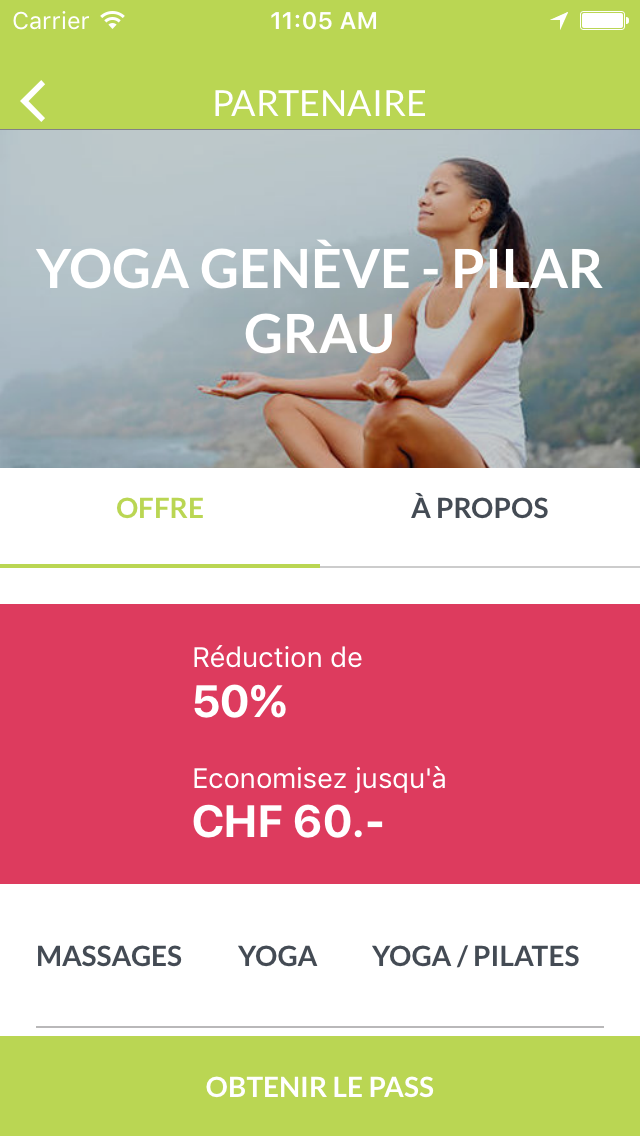 Carrier 11:05 AM
PARTENAIRE
YOGA GENÈVE - PILAR
GRAU
OFFRE À PROPOS
Réduction de
50%
Economisez jusqu'à
CHF 60.-
MASSAGES YOGA YOGA / PILATES
OBTENIR LE PASS